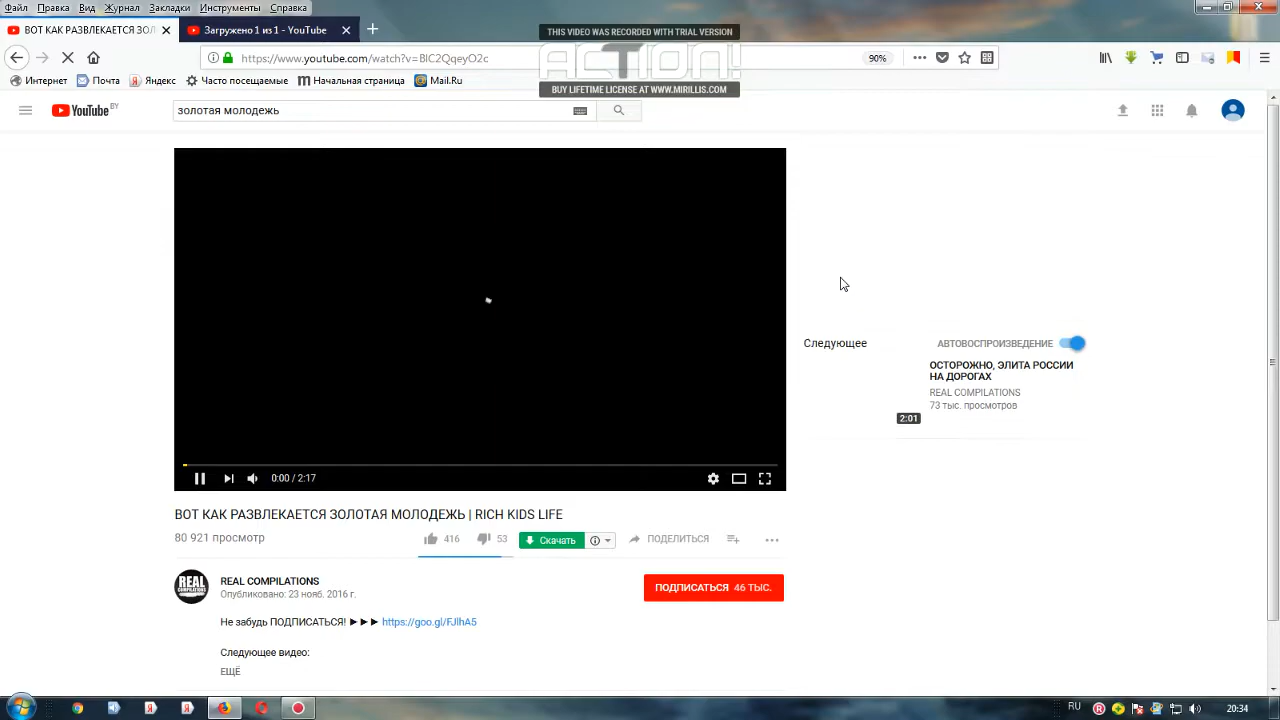 Файл Правка Вид Журнал Закладки Инструменты Справка
ВОТ КАК РАЗВЛЕКАЕТСЯ ЗОЛ
Загружено 1 из 1 - YouTube
THIS VIDEO WAS RECORDED WITH TRIAL VERSION
ACTION!
BUY LIFETIME LICENSE AT WWW.MIRILLIS.COM
https://www.youtube.com/watch?v=BlC2QqeyO2c
90%
Интернет Почта Яндекс Часто посещаемые Начальная страница Mail.Ru
YouTube BY
золотая молодежь
Следующее
АВТОВОСПРОИЗВЕДЕНИЕ
ОСТОРОЖНО, ЭЛИТА РОССИИ
НА ДОРОГАХ
REAL COMPILATIONS
73 тыс. просмотров
2:01
0:00 / 2:17
ВОТ КАК РАЗВЛЕКАЕТСЯ ЗОЛОТАЯ МОЛОДЕЖЬ | RICH KIDS LIFE
80 921 просмотр
416
53
Скачать
ПОДЕЛИТЬСЯ
REAL
REAL COMPILATIONS
Опубликовано: 23 нояб. 2016 г.
ПОДПИСАТЬСЯ 46 ТЫС.
Не забудь ПОДПИСАТЬСЯ! ►►► https://goo.gl/FJlhA5
Следующее видео:
ЕЩЁ
RU
20:34